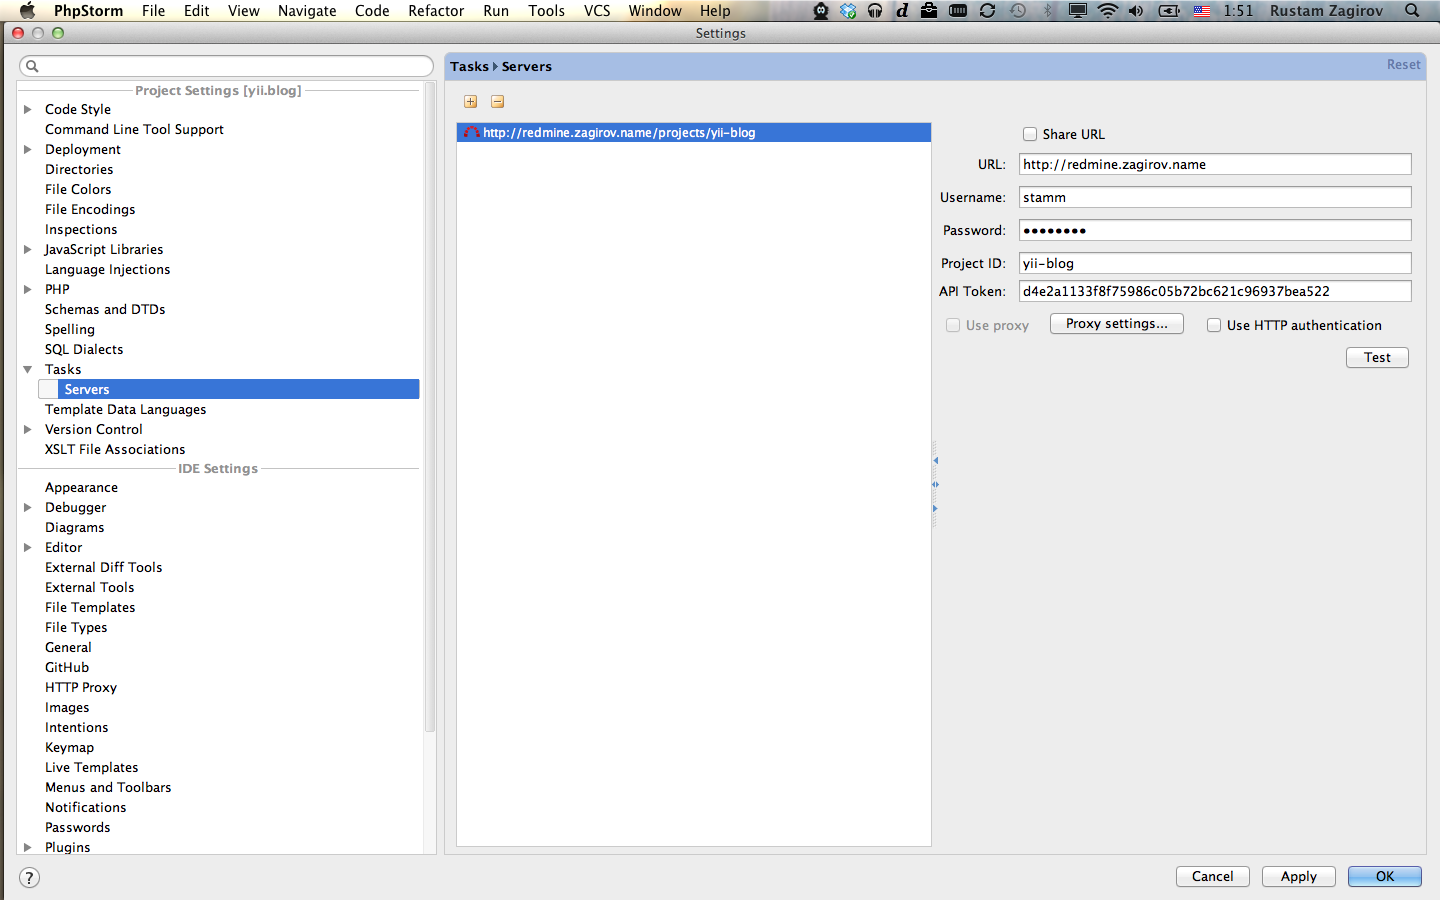 PhpStorm File Edit View Navigate Code Refactor Run Tools VCS Window Help 1:51 Rustam Zagirov
Settings
Project Settings [yii.blog]
Code Style
Command Line Tool Support
Deployment
Directories
File Colors
File Encodings
Inspections
JavaScript Libraries
Language Injections
PHP
Schemas and DTDs
Spelling
SQL Dialects
Tasks
Servers
Template Data Languages
Version Control
XSLT File Associations
IDE Settings
Appearance
Debugger
Diagrams
Editor
External Diff Tools
External Tools
File Templates
File Types
General
GitHub
HTTP Proxy
Images
Intentions
Keymap
Live Templates
Menus and Toolbars
Notifications
Passwords
Plugins
Tasks Servers
Reset
http://redmine.zagirov.name/projects/yii-blog
Share URL
URL: http://redmine.zagirov.name
Username: stamm
Password: ••••••••
Project ID: yii-blog
API Token: d4e2a1133f8f75986c05b72bc621c96937bea522
Use proxy Proxy settings... Use HTTP authentication
Test
? Cancel Apply OK